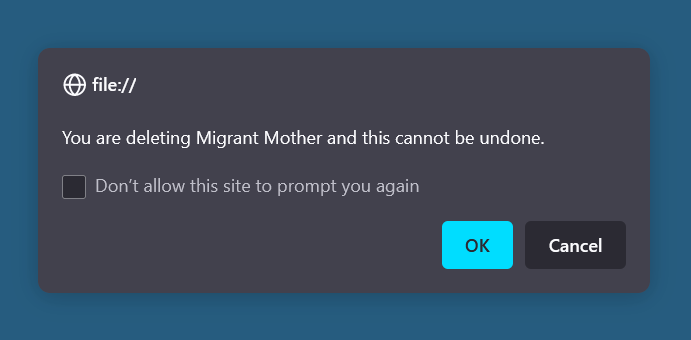 file://
You are deleting Migrant Mother and this cannot be undone.
Don’t allow this site to prompt you again
OK
Cancel